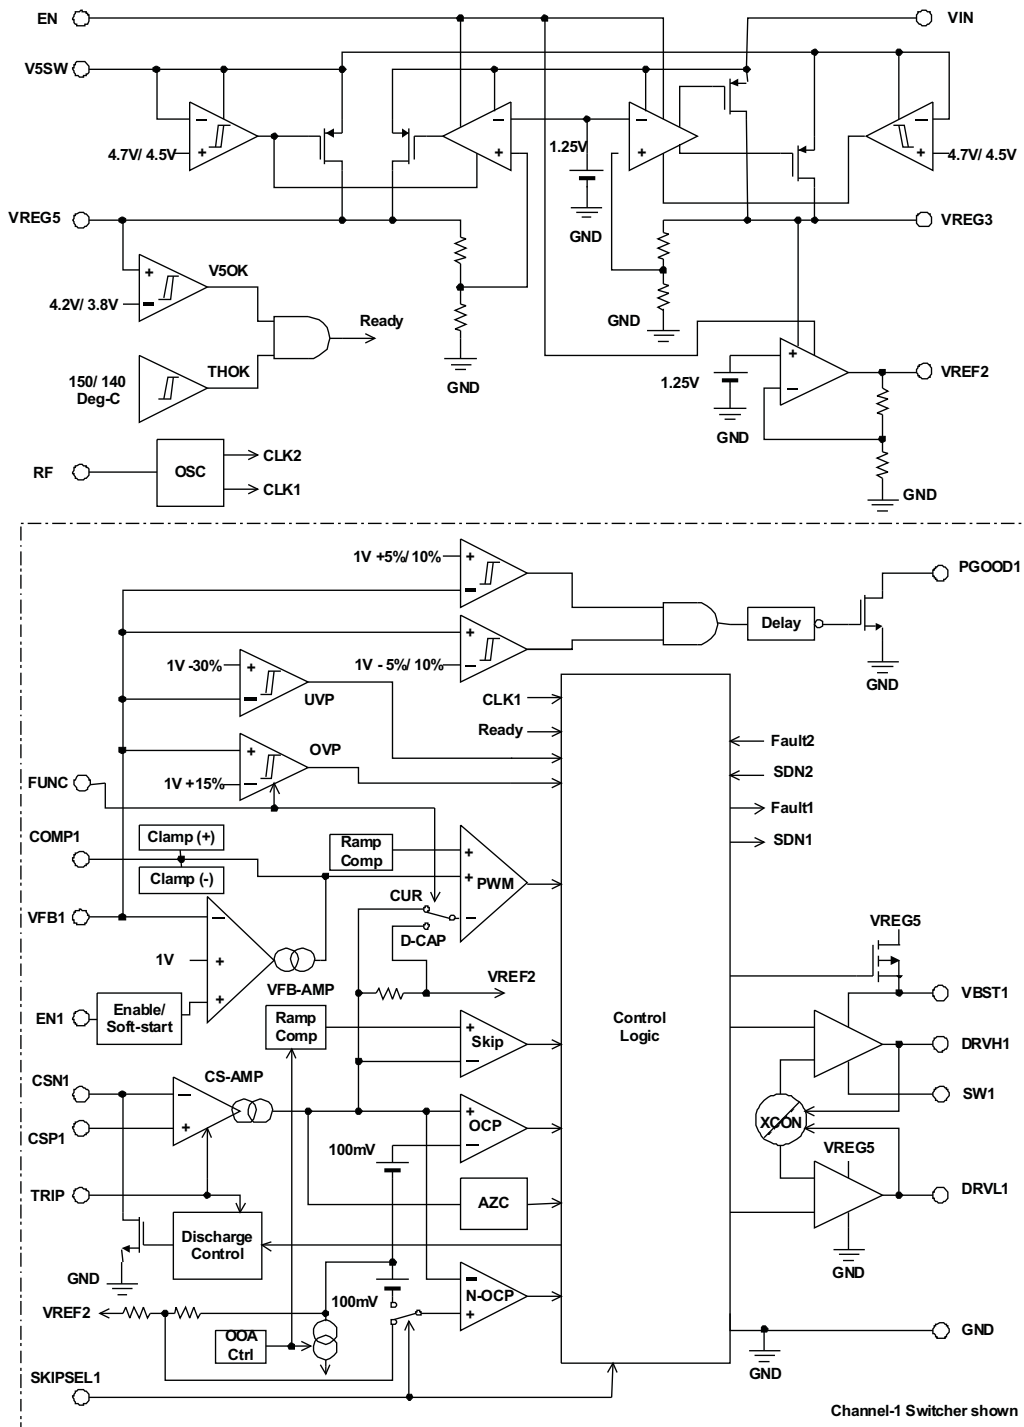 EN
VIN
V5SW
−
+
4.7V/ 4.5V
−
+
1.25V
GND
−
+
−
+
4.7V/ 4.5V
VREG5
VREG3
+
−
V5OK
4.2V/ 3.8V
Ready
THOK
150/ 140
Deg-C
GND
GND
1.25V
GND
+
−
VREF2
GND
RF
OSC
CLK2
CLK1
1V +5%/ 10%
+
−
PGOOD1
Delay
GND
+
−
1V - 5%/ 10%
1V -30%
+
−
UVP
CLK1
Ready
Fault2
SDN2
Fault1
SDN1
OVP
+
−
1V +15%
FUNC
COMP1
Clamp (+)
Clamp (-)
Ramp
Comp
+
+
−
PWM
CUR
D-CAP
VFB1
−
1V
+
+
VFB-AMP
EN1
Enable/
Soft-start
VREF2
Ramp
Comp
+
−
Skip
Control
Logic
VREG5
VBST1
DRVH1
SW1
XCON
VREG5
DRVL1
GND
CSN1
CS-AMP
−
+
CSP1
+
−
OCP
100mV
AZC
TRIP
Discharge
Control
GND
100mV
−
+
N-OCP
VREF2
OOA
Ctrl
GND
GND
SKIPSEL1
Channel-1 Switcher shown